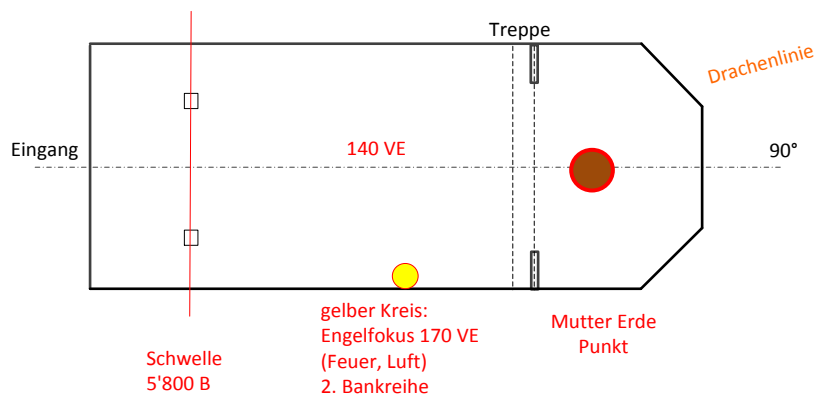 Treppe
Drachenlinie
Eingang
140 VE
90°
gelber Kreis:
Engelfokus 170 VE
(Feuer, Luft)
2. Bankreihe
Mutter Erde
Punkt
Schwelle
5'800 B